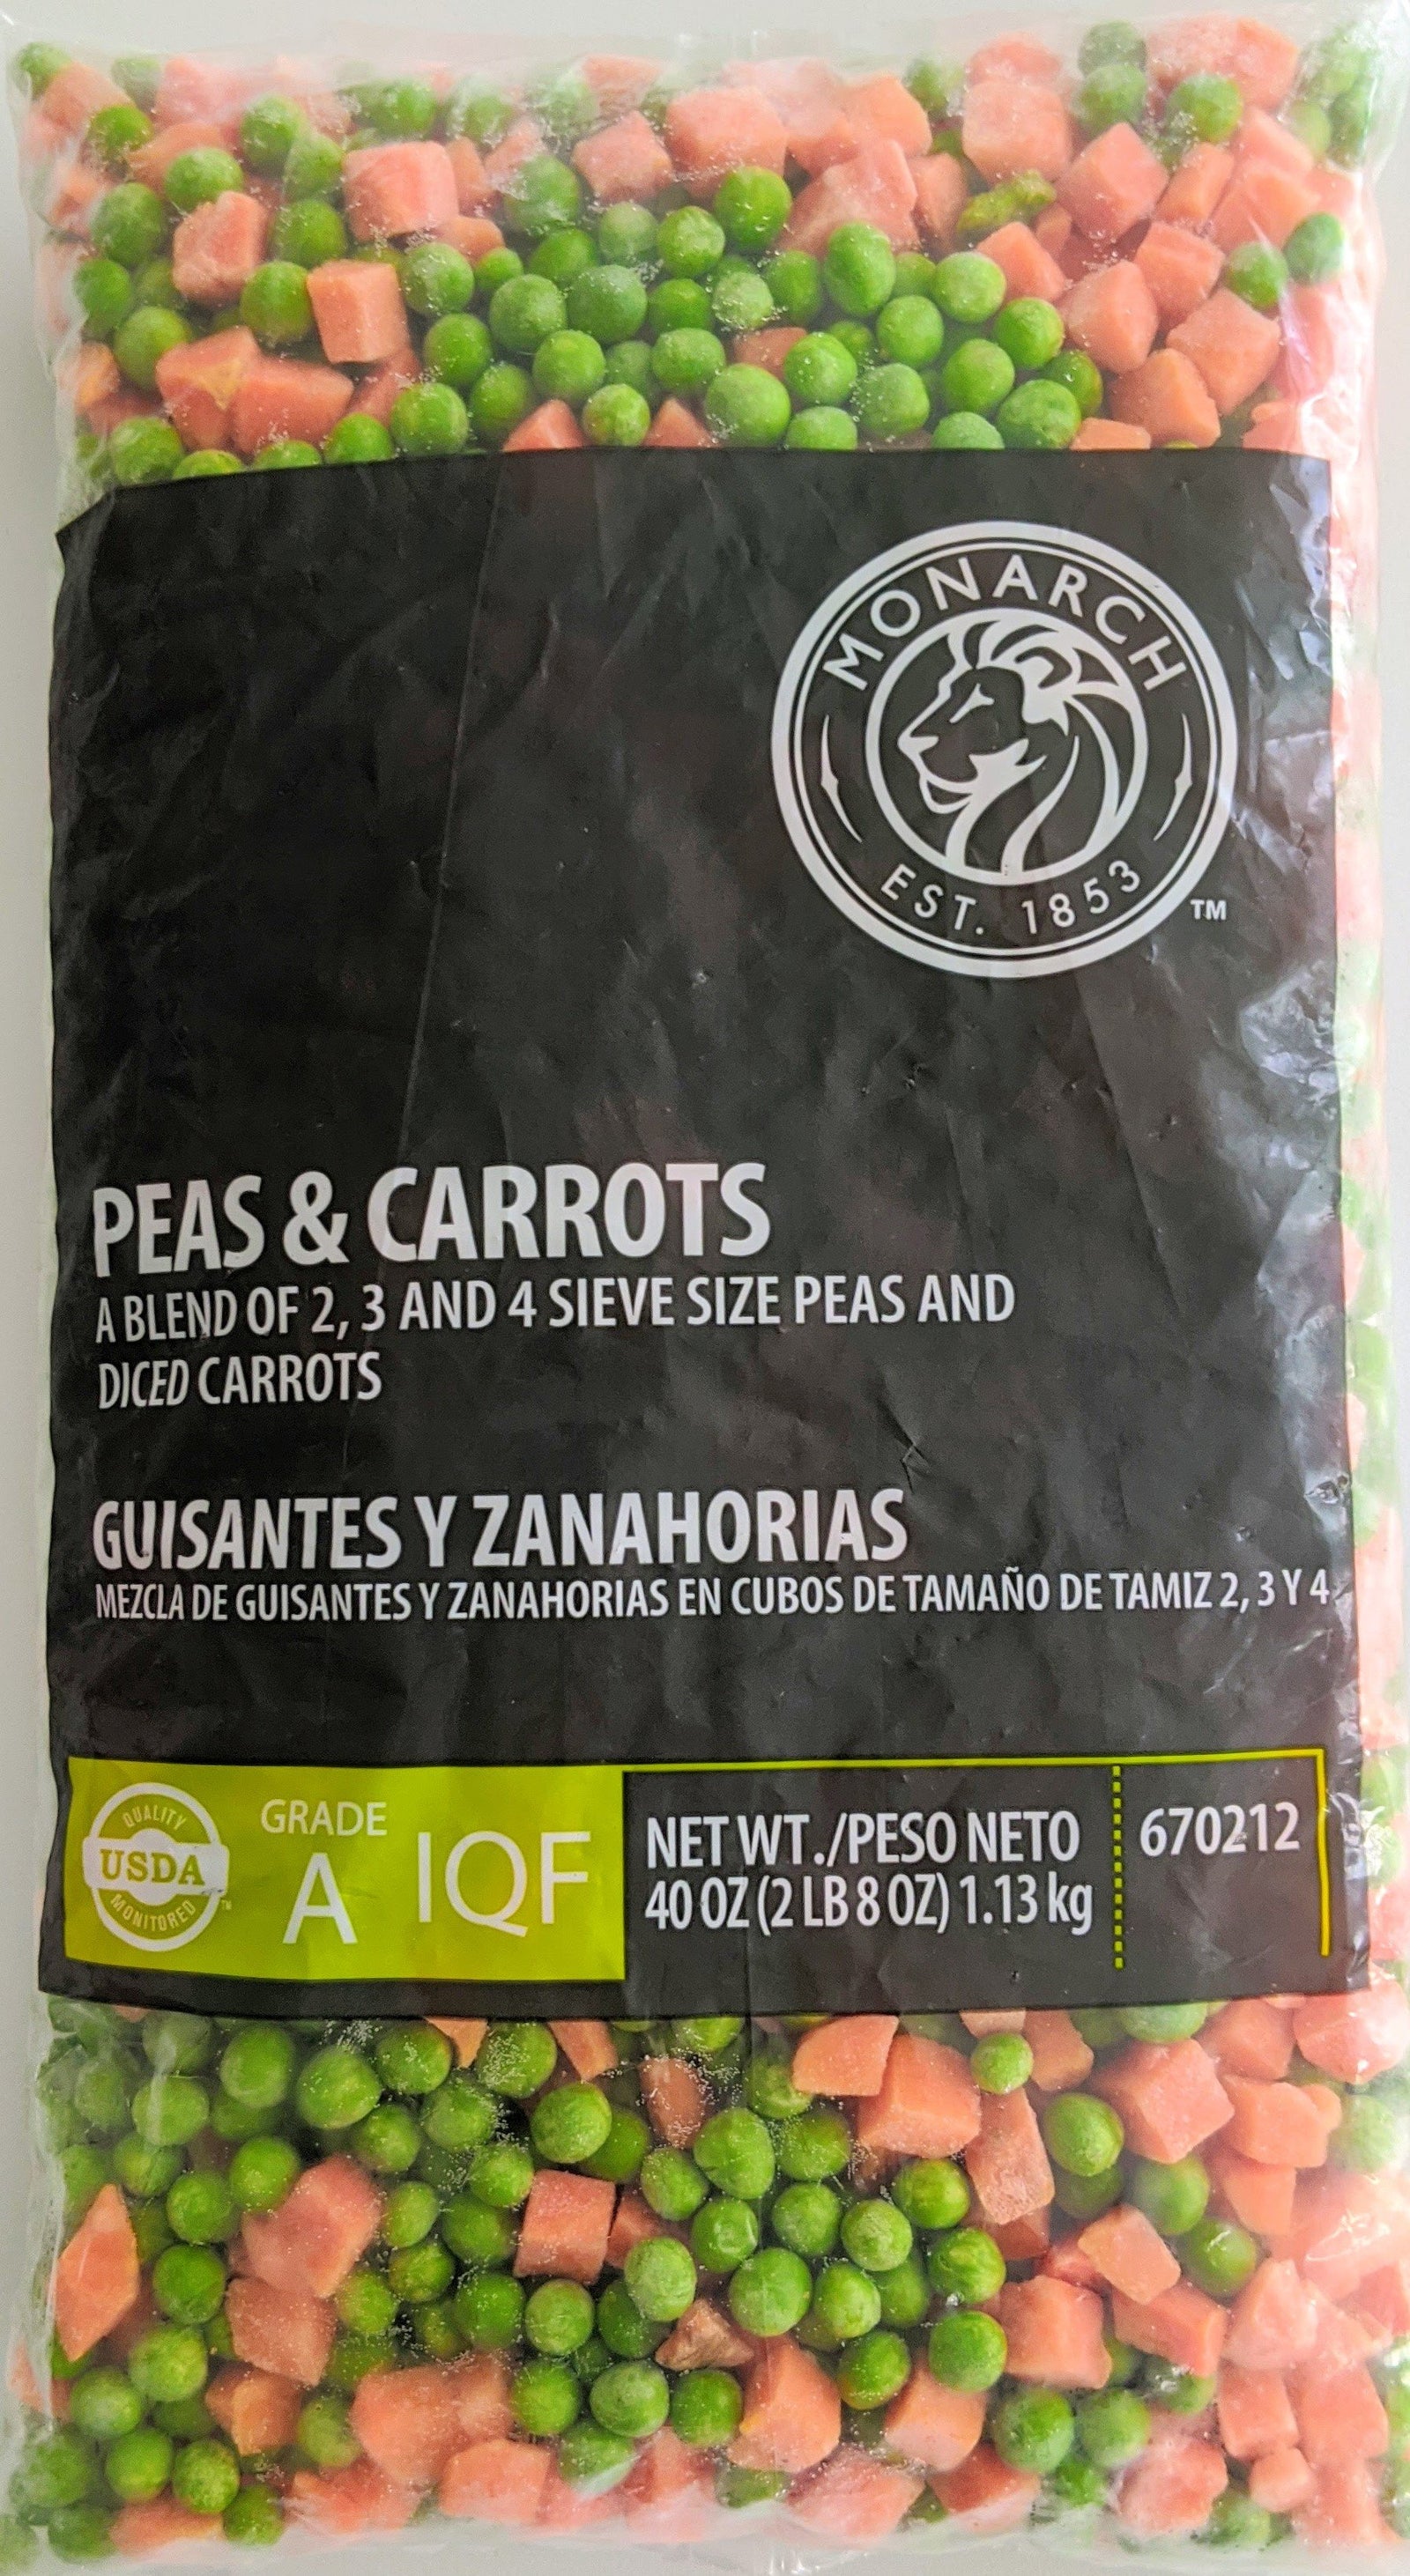 MONARCH
EST. 1853
TM
PEAS & CARROTS
A BLEND OF 2, 3 AND 4 SIEVE SIZE PEAS AND
DICED CARROTS
GUISANTES Y ZANAHORIAS
MEZCLA DE GUISANTES Y ZANAHORIAS EN CUBOS DE TAMAÑO DE TAMIZ 2, 3 Y 4
QUALITY
USDA
MONITORED
TM
GRADE
A
IQF
NET WT./PESO NETO
40 OZ (2 LB 8 OZ) 1.13 kg
670212